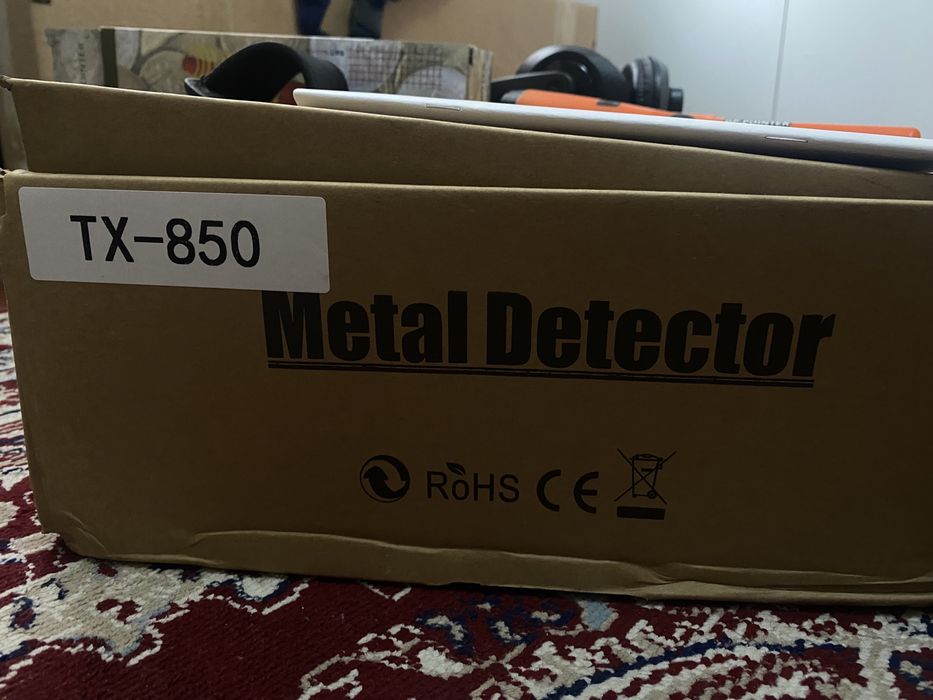 TX-850
Metal Detector
RoHS CE